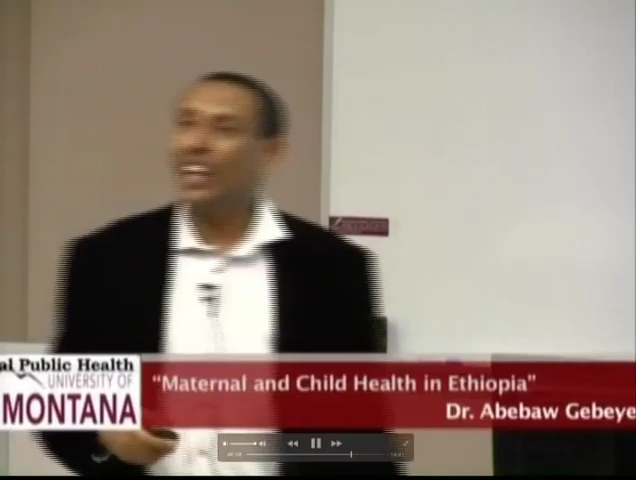 al Public Health
UNIVERSITY OF
MONTANA
“Maternal and Child Health in Ethiopia”
Dr. Abebaw Gebeye